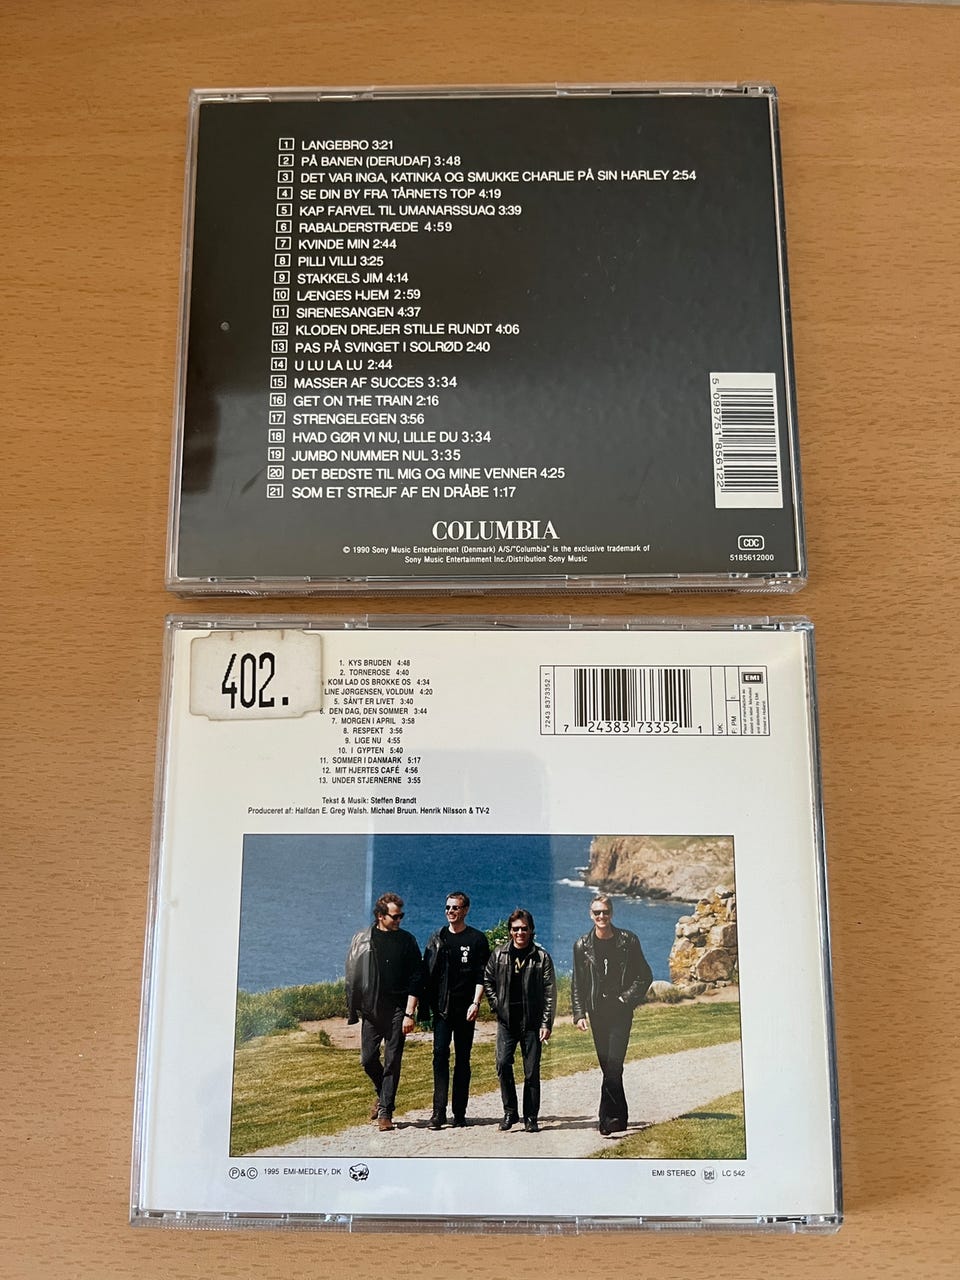 1 LANGEBRO 3:21
2 PÅ BANEN (DERUDAF) 3:48
3 DET VAR INGA, KATINKA OG SMUKKE CHARLIE PÅ SIN HARLEY 2:54
4 SE DIN BY FRA TÅRNETS TOP 4:19
5 KAP FARVEL TIL UMANARSSUAQ 3:39
6 RABALDERSTRÆDE 4:59
7 KVINDE MIN 2:44
8 PILLI VILLI 3:25
9 STAKKELS JIM 4:14
10 LÆNGES HJEM 2:59
11 SIRENESANGEN 4:37
12 KLODEN DREJER STILLE RUNDT 4:06
13 PAS PÅ SVINGET I SOLRØD 2:40
14 U LU LA LU 2:44
15 MASSER AF SUCCES 3:34
16 GET ON THE TRAIN 2:16
17 STRENGELEGEN 3:56
18 HVAD GØR VI NU, LILLE DU 3:34
19 JUMBO NUMMER NUL 3:35
20 DET BEDSTE TIL MIG OG MINE VENNER 4:25
21 SOM ET STREJF AF EN DRÅBE 1:17
5 099751 856122
COLUMBIA
© 1990 Sony Music Entertainment (Denmark) A/S/"Columbia" is the exclusive trademark of
Sony Music Entertainment Inc./Distribution Sony Music
CDC
5185612000
402.
1. KYS BRUDEN 4:48
2. TORNEROSE 4:40
KOM LAD OS BROKKE OS 4:34
LINE JØRGENSEN, VOLDUM 4:20
5. SÅN'T ER LIVET 3:40
6. DEN DAG, DEN SOMMER 3:44
7. MORGEN I APRIL 3:58
8. RESPEKT 3:56
9. LIGE NU 4:55
10. I GYPTEN 5:40
11. SOMMER I DANMARK 5:17
12. MIT HJERTES CAFÉ 4:56
13. UNDER STJERNERNE 3:55
Tekst & Musik: Steffen Brandt
Produceret af: Halfdan E. Greg Walsh. Michael Bruun. Henrik Nilsson & TV-2
7243 8373352 1
7 24383 73352 1
UK:
F: PM
EMI
℗&© 1995 EMI-MEDLEY, DK
EMI STEREO
LC 542